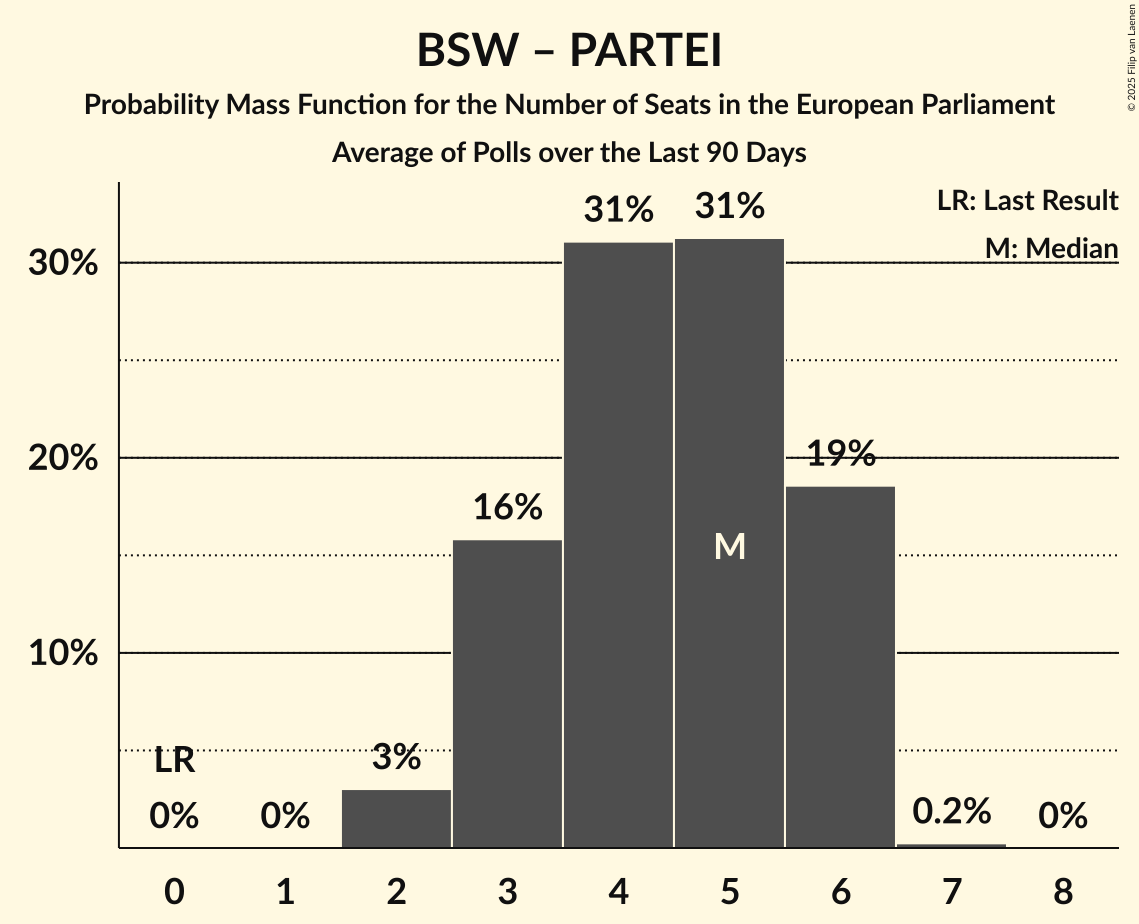 BSW – PARTEI
Probability Mass Function for the Number of Seats in the European Parliament
Average of Polls over the Last 90 Days
© 2025 Filip van Laenen
LR: Last Result
M: Median
31%
31%
30%
20%
19%
16%
M
10%
LR
3%
0%
0%
0.2%
0%
0 1 2 3 4 5 6 7 8